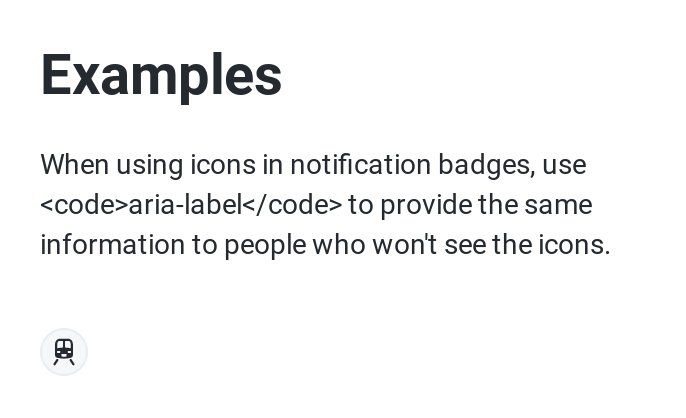 Examples
When using icons in notification badges, use
<code>aria-label</code> to provide the same
information to people who won't see the icons.